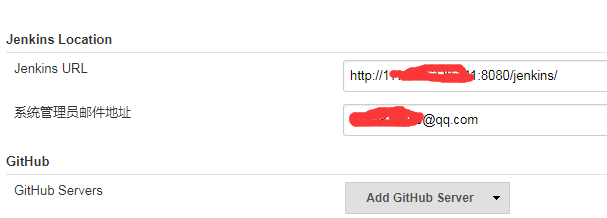 Jenkins Location
Jenkins URL
http://1 1:8080/jenkins/
系统管理员邮件地址
@qq.com
GitHub
GitHub Servers
Add GitHub Server